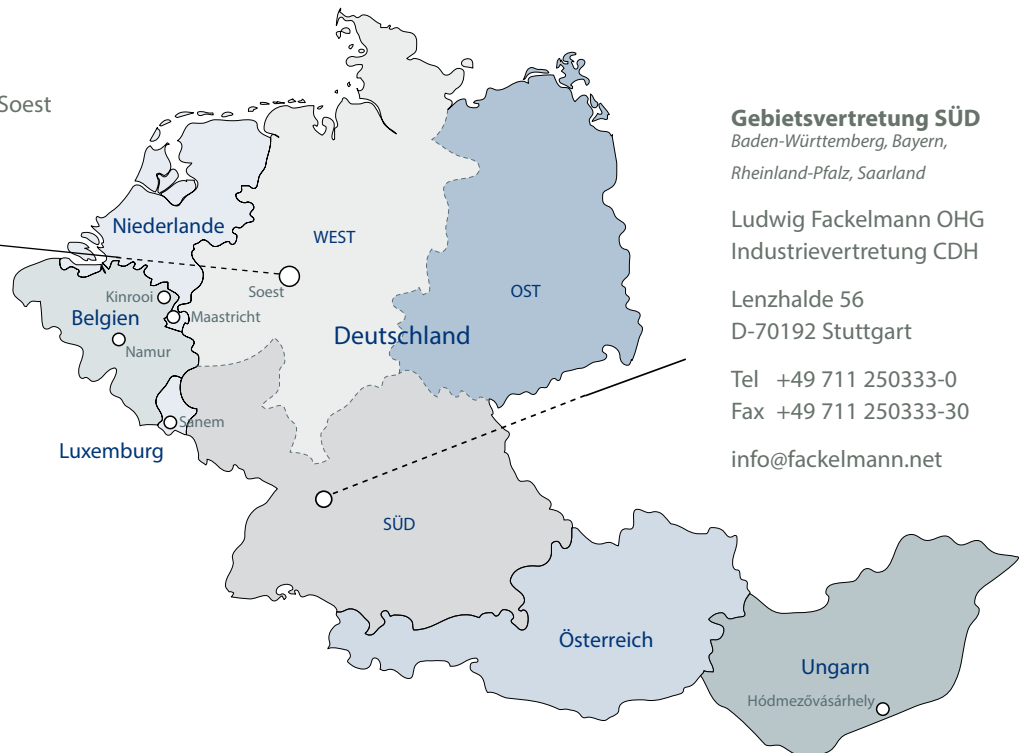 Soest
Niederlande
WEST
Soest
Kinrooi
Maastricht
Belgien
Namur
OST
Deutschland
Sanem
Luxemburg
SÜD
Österreich
Ungarn
Hódmezővásárhely
Gebietsvertretung SÜD
Baden-Württemberg, Bayern,
Rheinland-Pfalz, Saarland
Ludwig Fackelmann OHG
Industrievertretung CDH
Lenzhalde 56
D-70192 Stuttgart
Tel +49 711 250333-0
Fax +49 711 250333-30
info@fackelmann.net